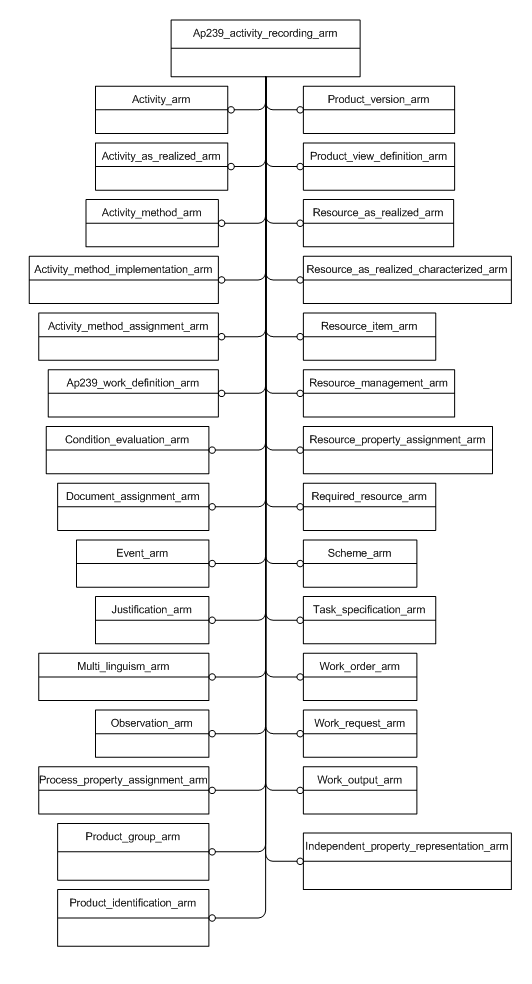 Ap239_activity_recording_arm
Activity_arm
Product_version_arm
Activity_as_realized_arm
Product_view_definition_arm
Activity_method_arm
Resource_as_realized_arm
Activity_method_implementation_arm
Resource_as_realized_characterized_arm
Activity_method_assignment_arm
Resource_item_arm
Ap239_work_definition_arm
Resource_management_arm
Condition_evaluation_arm
Resource_property_assignment_arm
Document_assignment_arm
Required_resource_arm
Event_arm
Scheme_arm
Justification_arm
Task_specification_arm
Multi_linguism_arm
Work_order_arm
Observation_arm
Work_request_arm
Process_property_assignment_arm
Work_output_arm
Product_group_arm
Independent_property_representation_arm
Product_identification_arm